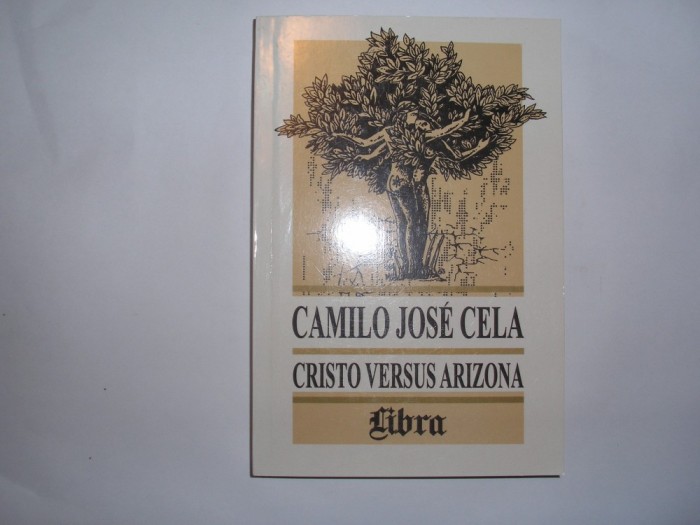 CAMILO JOSÉ CELA
CRISTO VERSUS ARIZONA
Libra